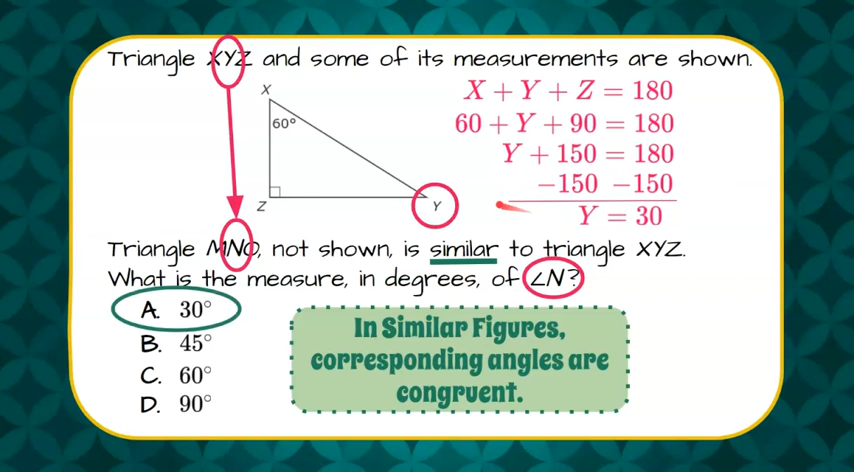 Triangle XYZ and some of its measurements are shown.
X
60°
Z
Y
X + Y + Z = 180
60 + Y + 90 = 180
Y + 150 = 180
−150 −150
Y = 30
Triangle MNO, not shown, is similar to triangle XYZ.
What is the measure, in degrees, of ∠N?
A. 30°
B. 45°
C. 60°
D. 90°
In Similar Figures,
corresponding angles are
congruent.